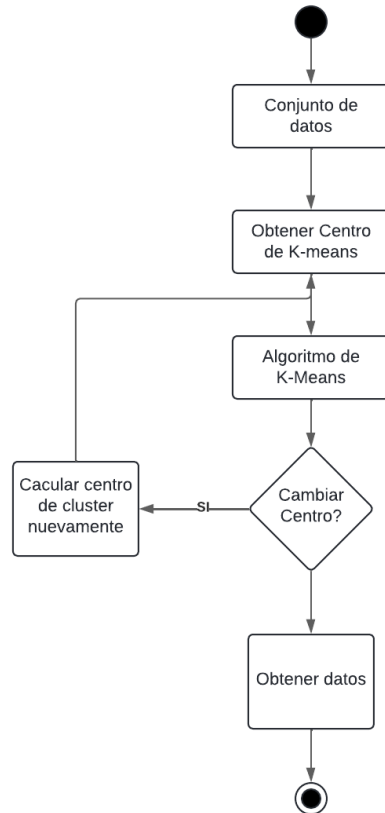 Conjunto de
datos
Obtener Centro
de K-means
Algoritmo de
K-Means
Cambiar
Centro?
SI
Cacular centro
de cluster
nuevamente
Obtener datos